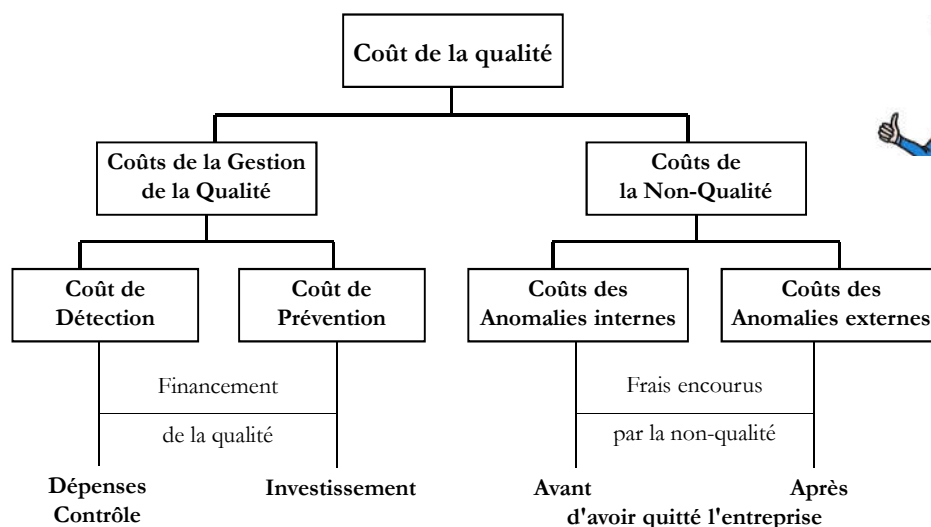 Coût de la qualité
Coûts de la Gestion
de la Qualité
Coûts de
la Non-Qualité
Coût de
Détection
Coût de
Prévention
Coûts des
Anomalies internes
Coûts des
Anomalies externes
Financement
de la qualité
Frais encourus
par la non-qualité
Dépenses
Contrôle
Investissement
Avant
Après
d'avoir quitté l'entreprise